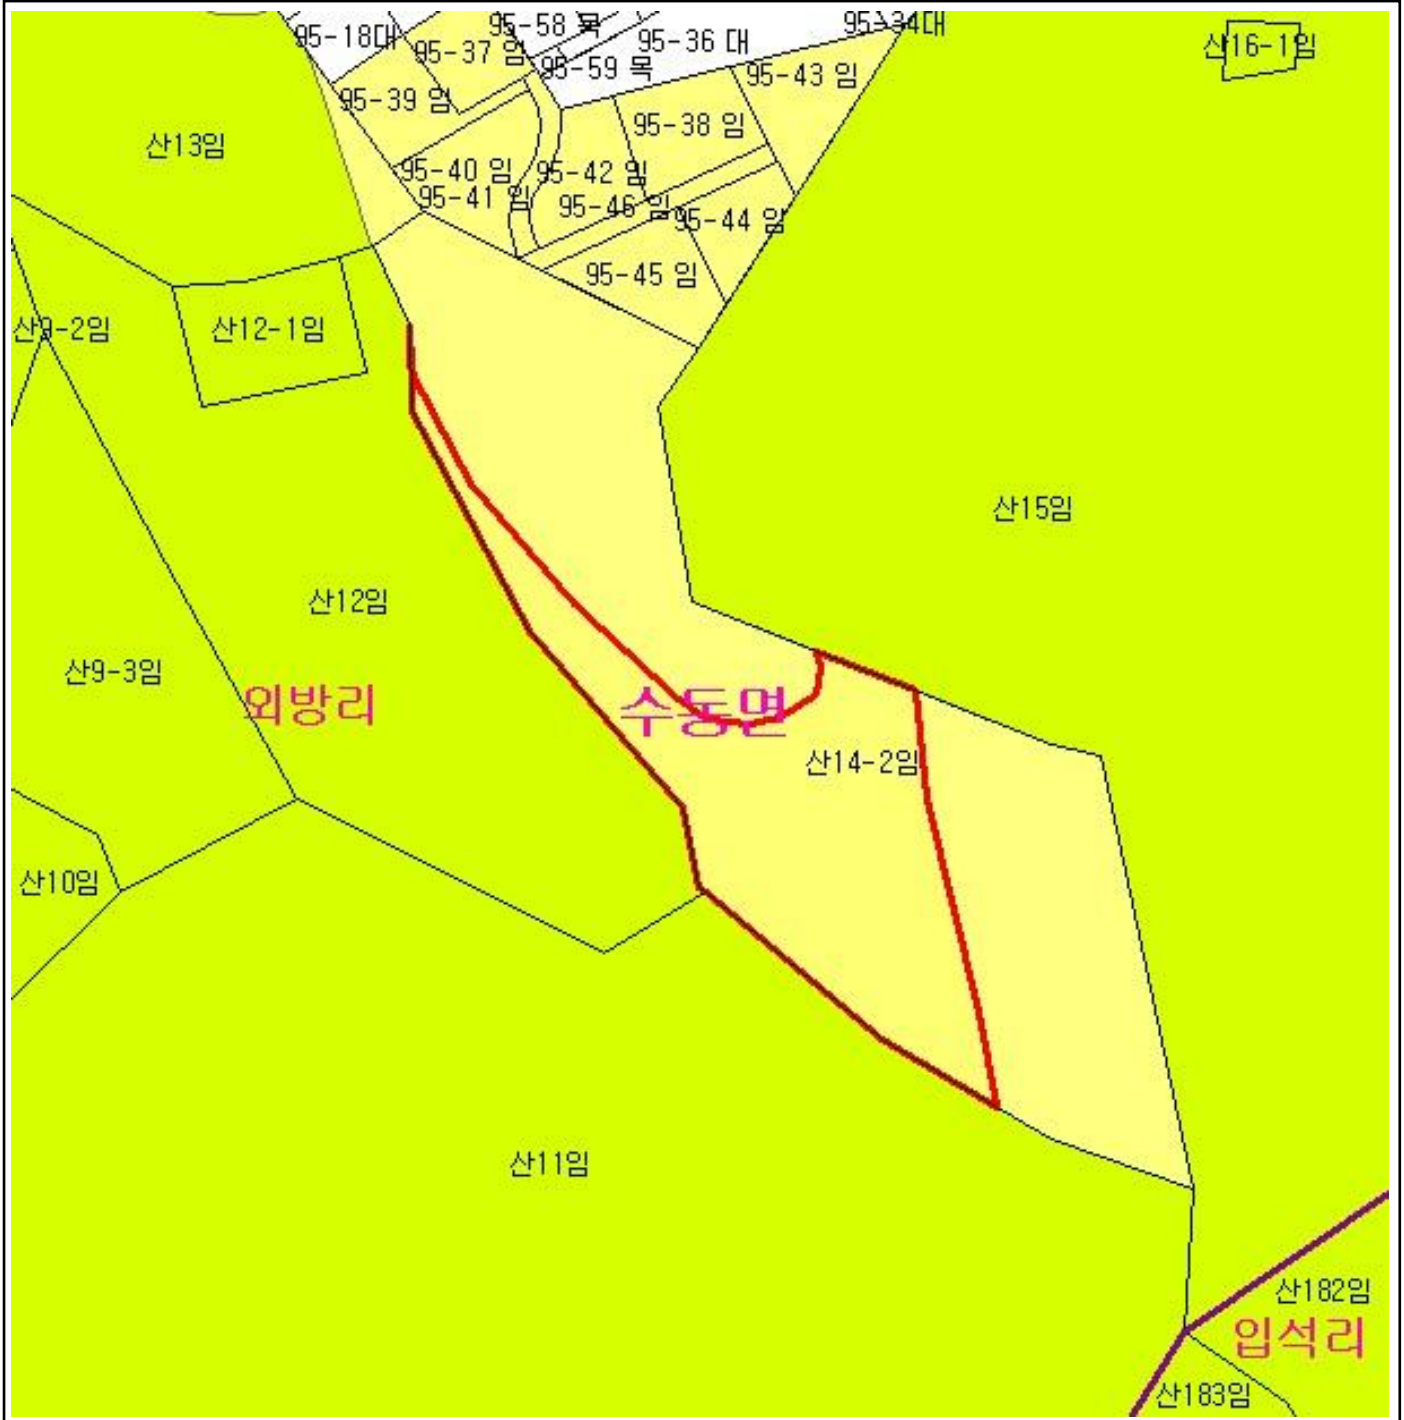 95-58 목
95-34대
95-18대
95-37 임
95-36 대
산16-1임
95-59 목
95-43 임
95-39 임
95-38 임
산13임
95-40 임
95-42 임
95-41 임
95-46 임
95-44 임
95-45 임
산9-2임
산12-1임
산15임
산12임
산9-3임
외방리
수동면
산14-2임
산10임
산11임
산182임
입석리
산183임